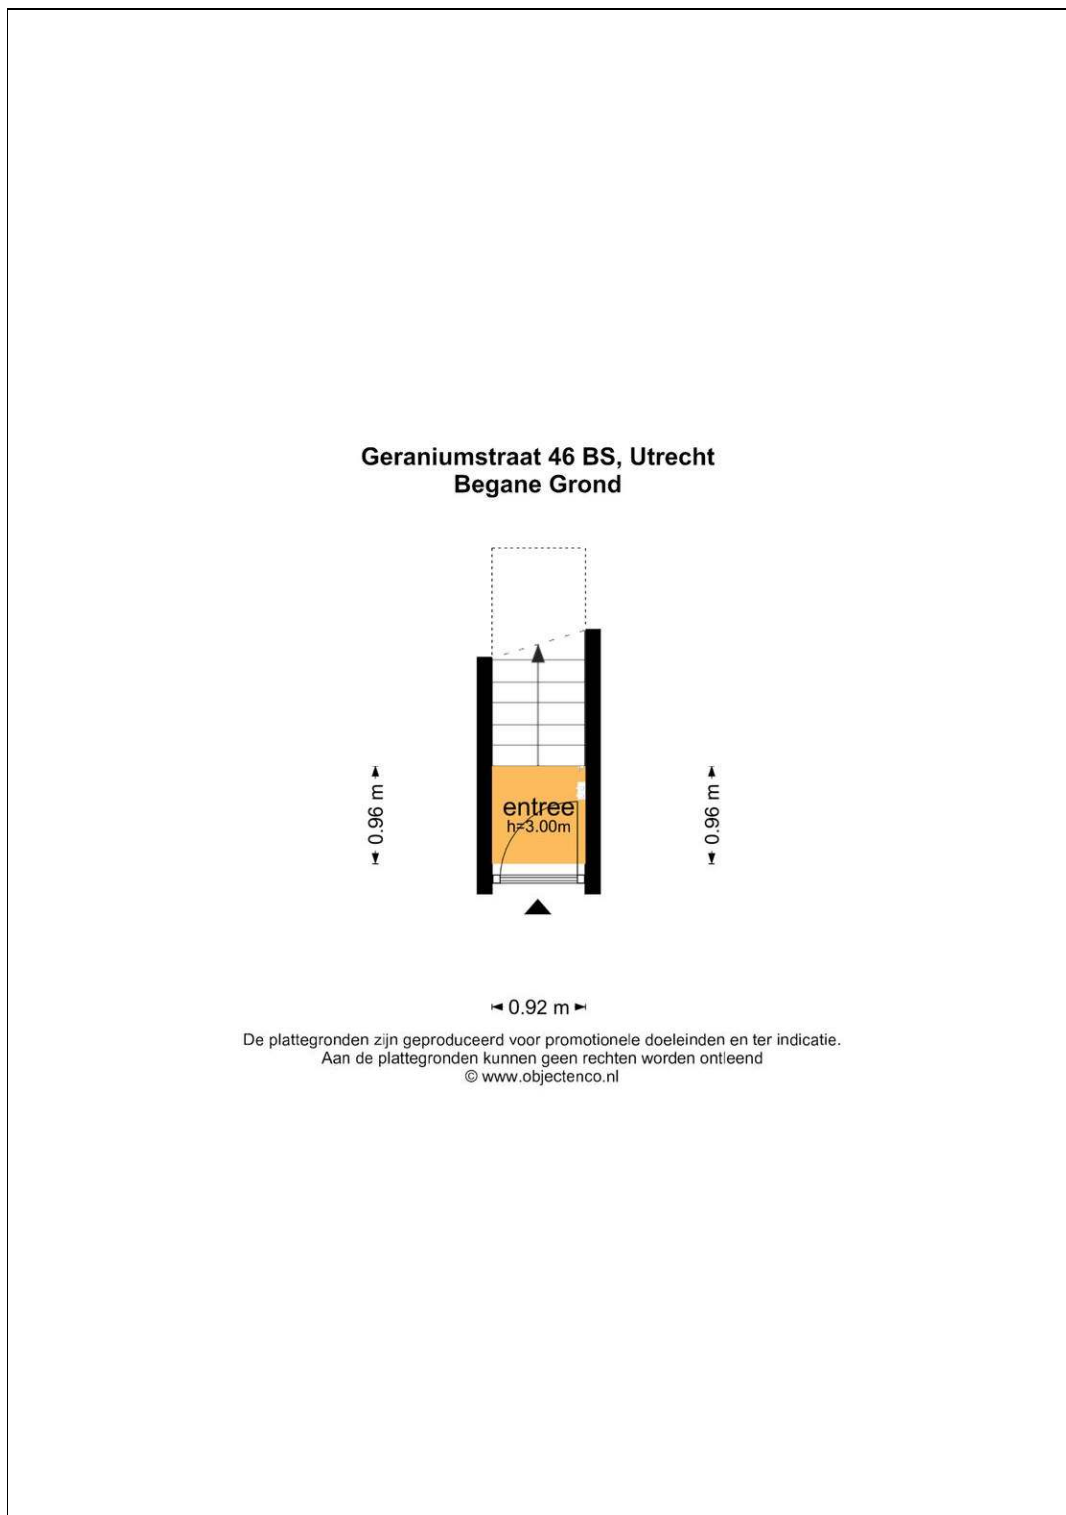 Geraniumstraat 46 BS, Utrecht
Begane Grond
entree
h=3.00m
0.96 m
0.96 m
0.92 m
De plattegronden zijn geproduceerd voor promotionele doeleinden en ter indicatie.
Aan de plattegronden kunnen geen rechten worden ontleend
© www.objectenco.nl